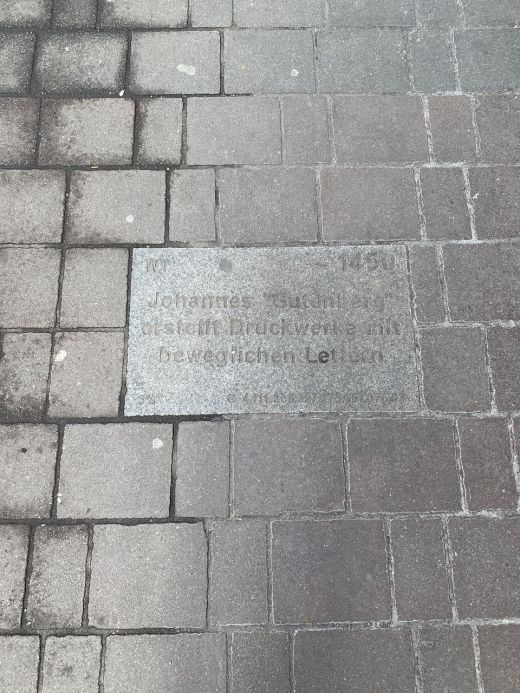 ~ 1450
Johannes "Gutenberg"
erstellt Druckwerke mit
beweglichen Lettern